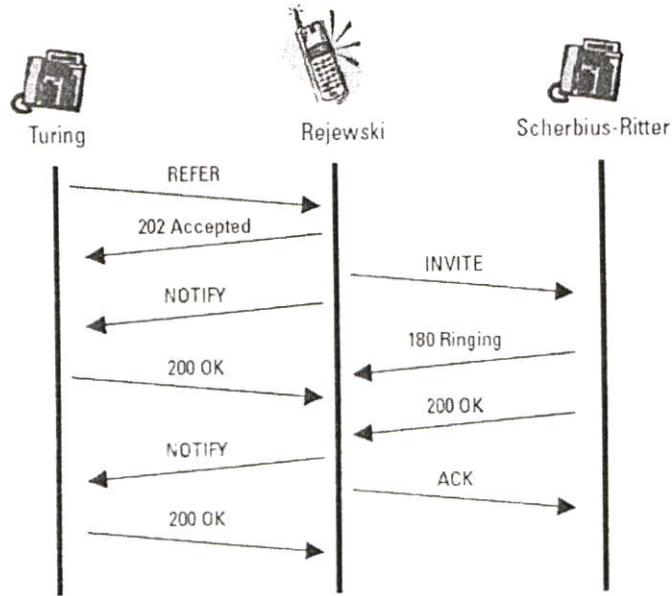 Turing
Rejewski
Scherbius-Ritter
REFER
202 Accepted
INVITE
NOTIFY
180 Ringing
200 OK
200 OK
NOTIFY
ACK
200 OK